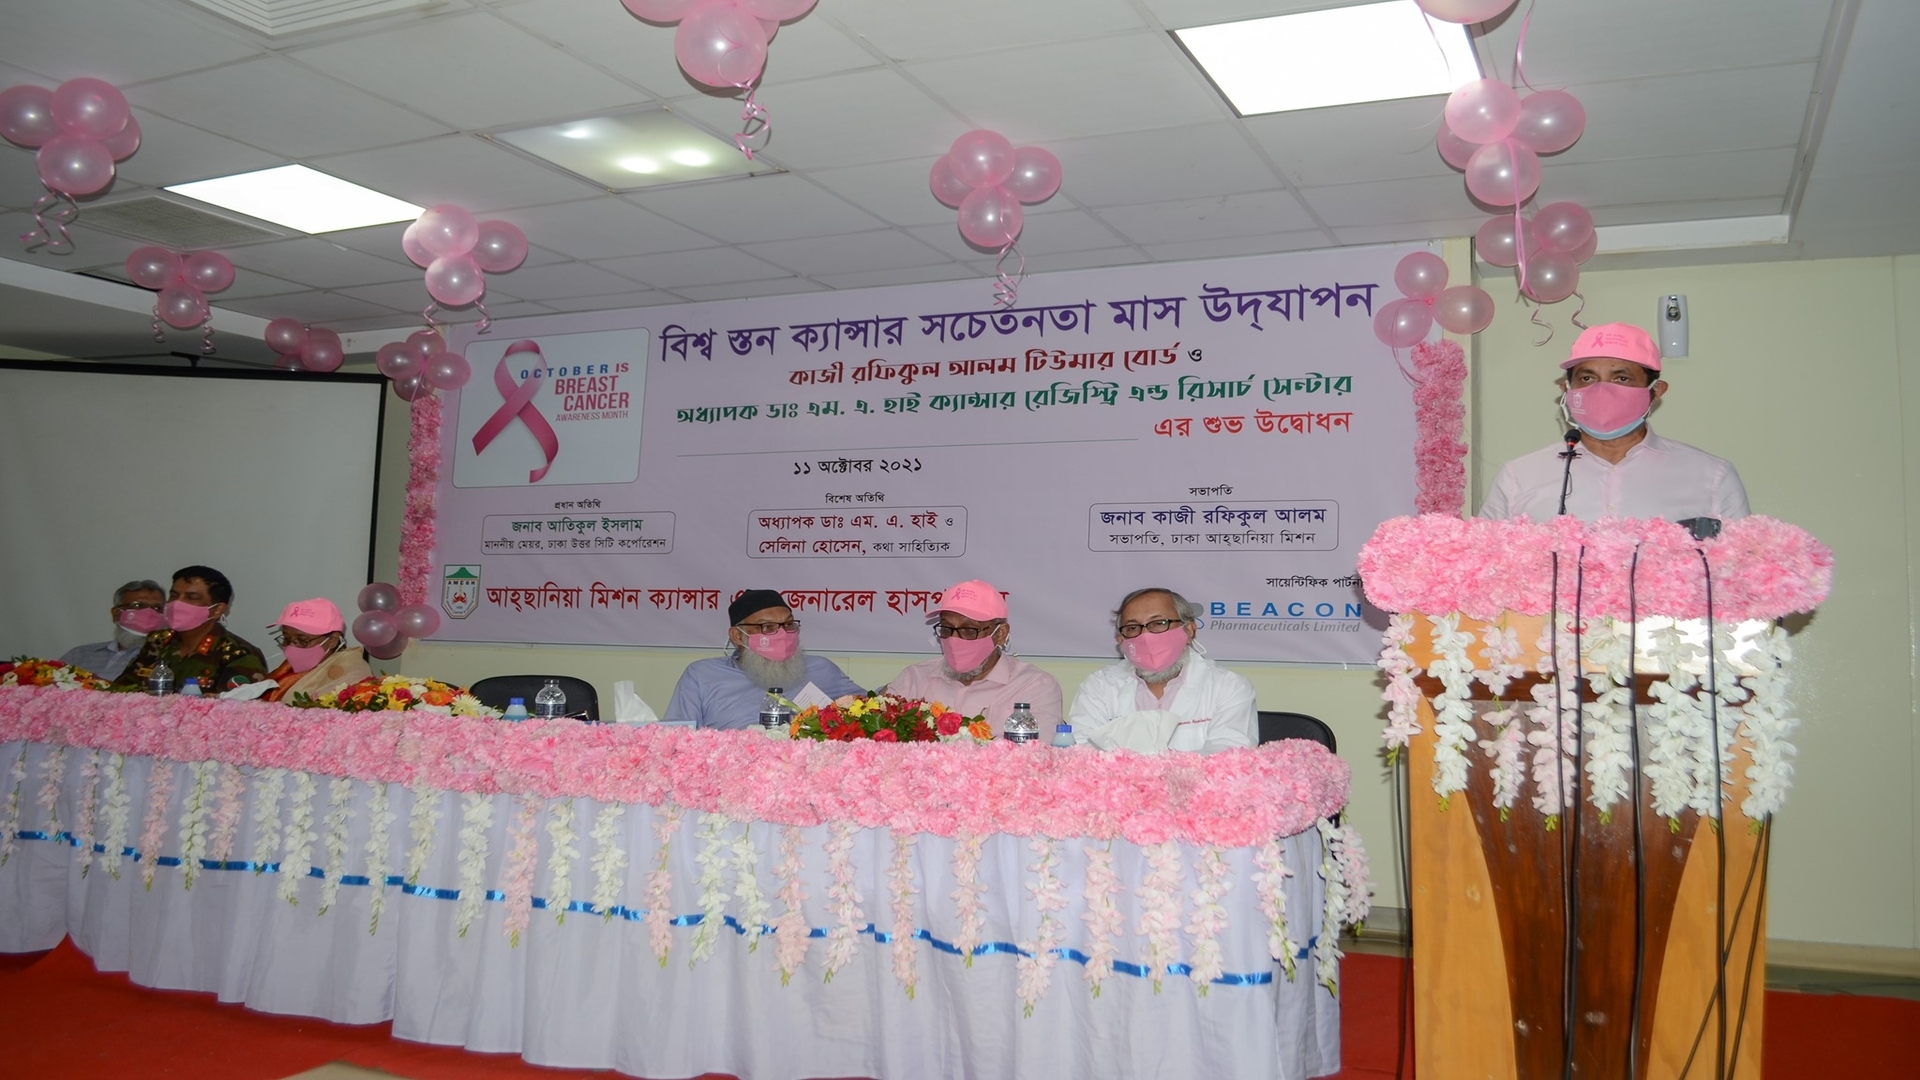 বিশ্ব স্তন ক্যান্সার সচেতনতা মাস উদ্‌যাপন
OCTOBER IS
BREAST
CANCER
AWARENESS MONTH
কাজী রফিকুল আলম টিউমার বোর্ড ও
অধ্যাপক ডাঃ এম. এ. হাই ক্যান্সার রেজিস্ট্রি এন্ড রিসার্চ সেন্টার
এর শুভ উদ্বোধন
১১ অক্টোবর ২০২১
প্রধান অতিথি
জনাব আতিকুল ইসলাম
মাননীয় মেয়র, ঢাকা উত্তর সিটি কর্পোরেশন
বিশেষ অতিথি
অধ্যাপক ডাঃ এম. এ. হাই ও
সেলিনা হোসেন, কথা সাহিত্যিক
সভাপতি
জনাব কাজী রফিকুল আলম
সভাপতি, ঢাকা আহ্ছানিয়া মিশন
আহ্ছানিয়া মিশন ক্যান্সার জেনারেল
সায়েন্টিফিক
BEACON
Pharmaceuticals Limited